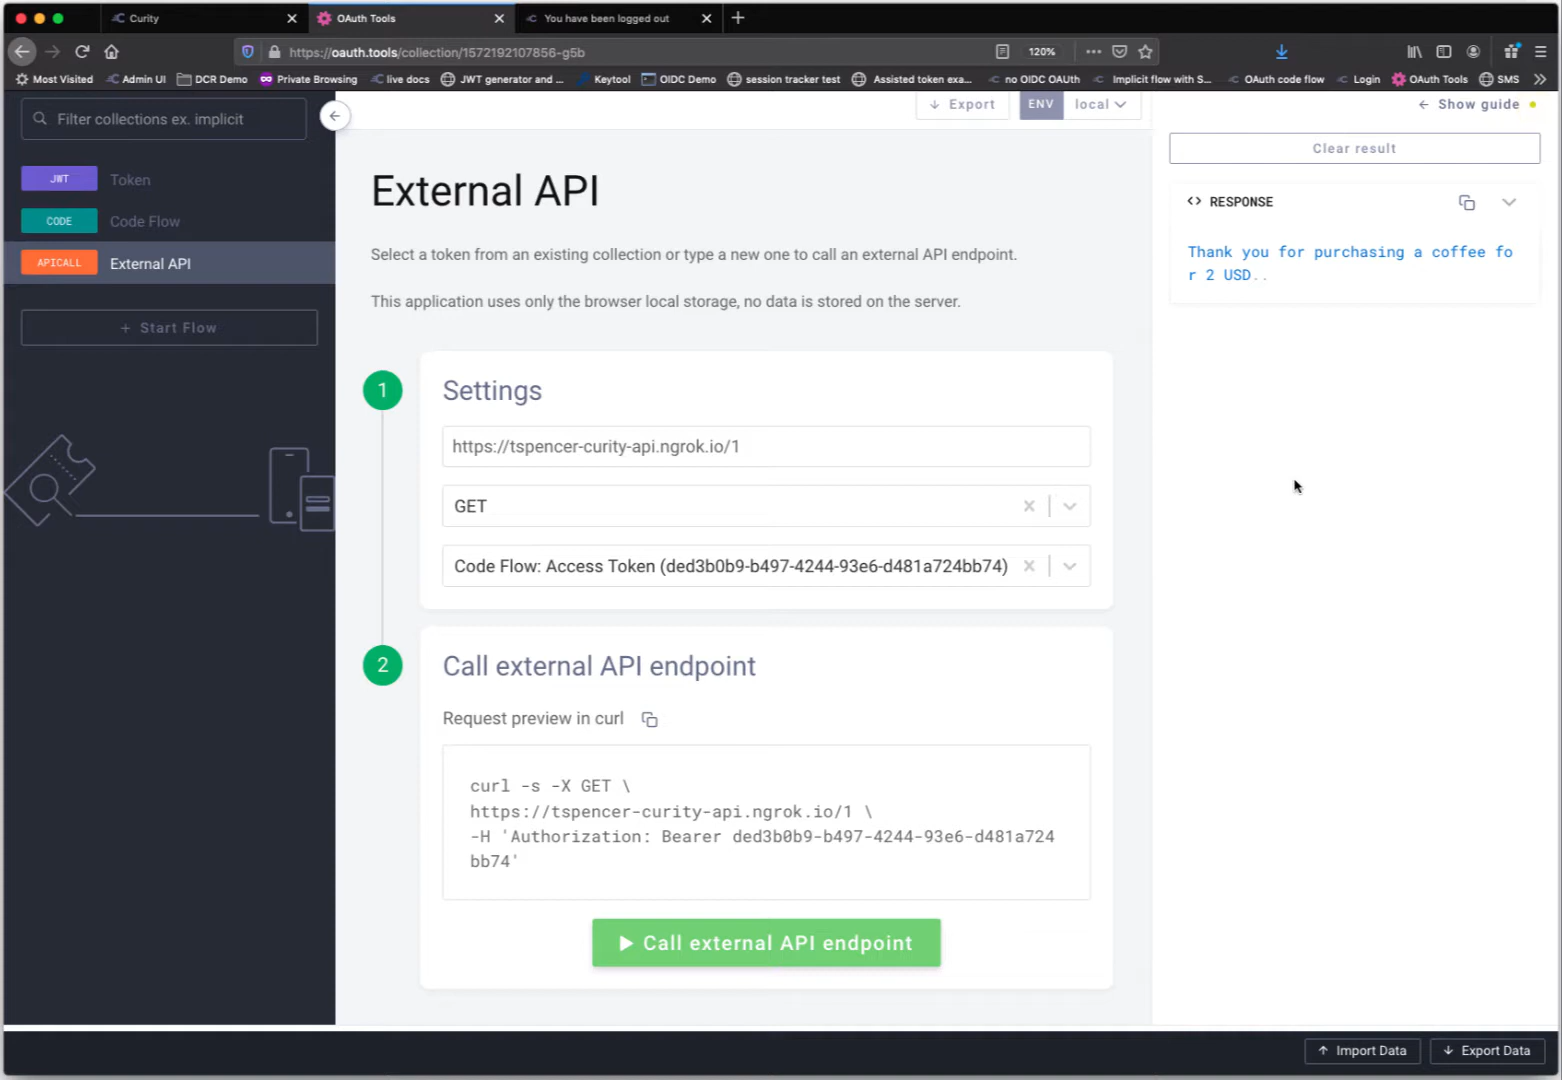 Curity
OAuth Tools
You have been logged out
https://oauth.tools/collection/1572192107856-g5b
120%
Most Visited
Admin UI
DCR Demo
Private Browsing
live docs
JWT generator and ...
Keytool
OIDC Demo
session tracker test
Assisted token exa...
no OIDC OAUth
Implicit flow with S...
OAuth code flow
Login
OAuth Tools
SMS
Filter collections ex. implicit
Export
ENV
local
Show guide
JWT
Token
CODE
Code Flow
APICALL
External API
+ Start Flow
External API
Select a token from an existing collection or type a new one to call an external API endpoint.
This application uses only the browser local storage, no data is stored on the server.
1
Settings
https://tspencer-curity-api.ngrok.io/1
GET
Code Flow: Access Token (ded3b0b9-b497-4244-93e6-d481a724bb74)
2
Call external API endpoint
Request preview in curl
curl -s -X GET \
https://tspencer-curity-api.ngrok.io/1 \
-H 'Authorization: Bearer ded3b0b9-b497-4244-93e6-d481a724
bb74'
Call external API endpoint
Clear result
<> RESPONSE
Thank you for purchasing a coffee fo
r 2 USD..
Import Data
Export Data